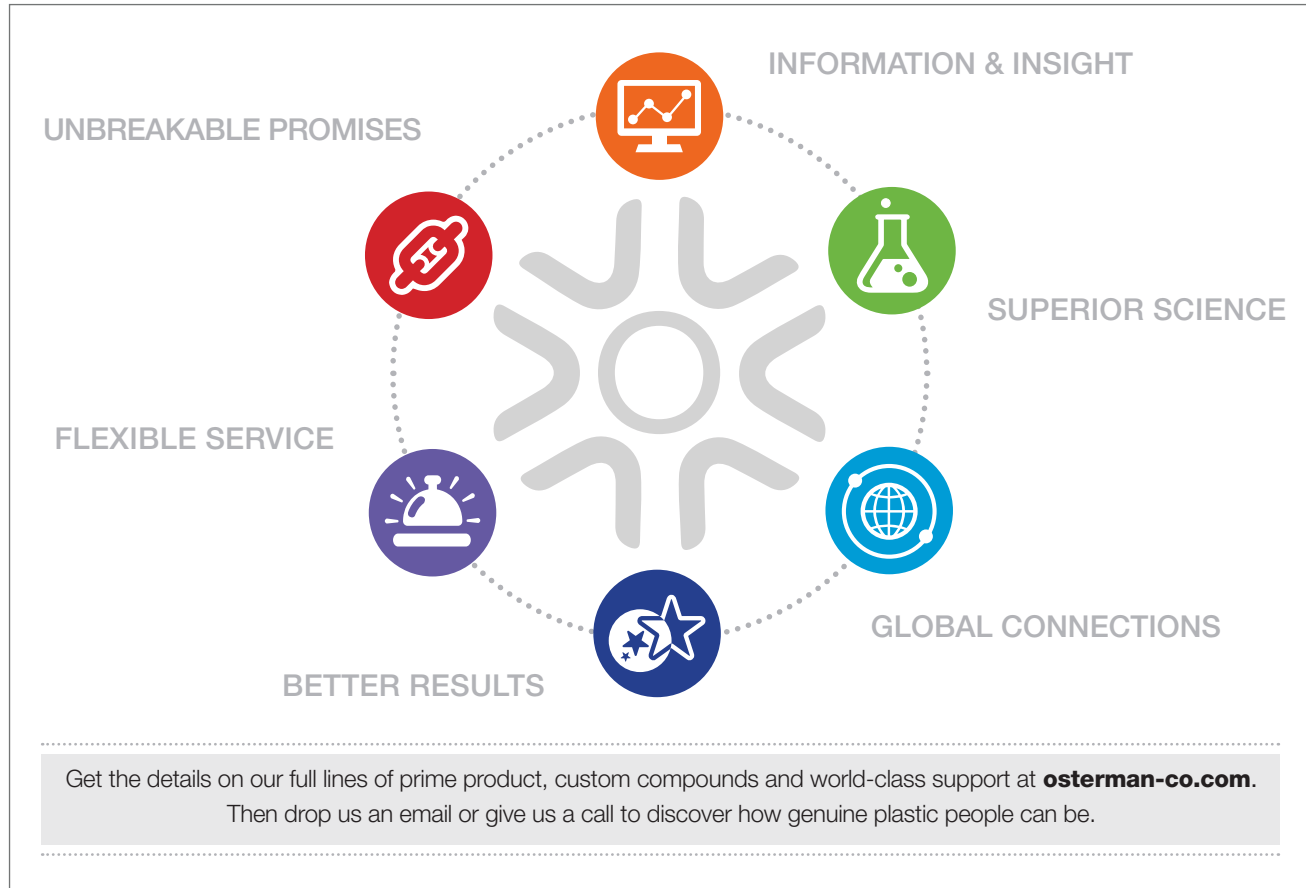 INFORMATION & INSIGHT
UNBREAKABLE PROMISES
SUPERIOR SCIENCE
FLEXIBLE SERVICE
GLOBAL CONNECTIONS
BETTER RESULTS
Get the details on our full lines of prime product, custom compounds and world-class support at osterman-co.com.
Then drop us an email or give us a call to discover how genuine plastic people can be.